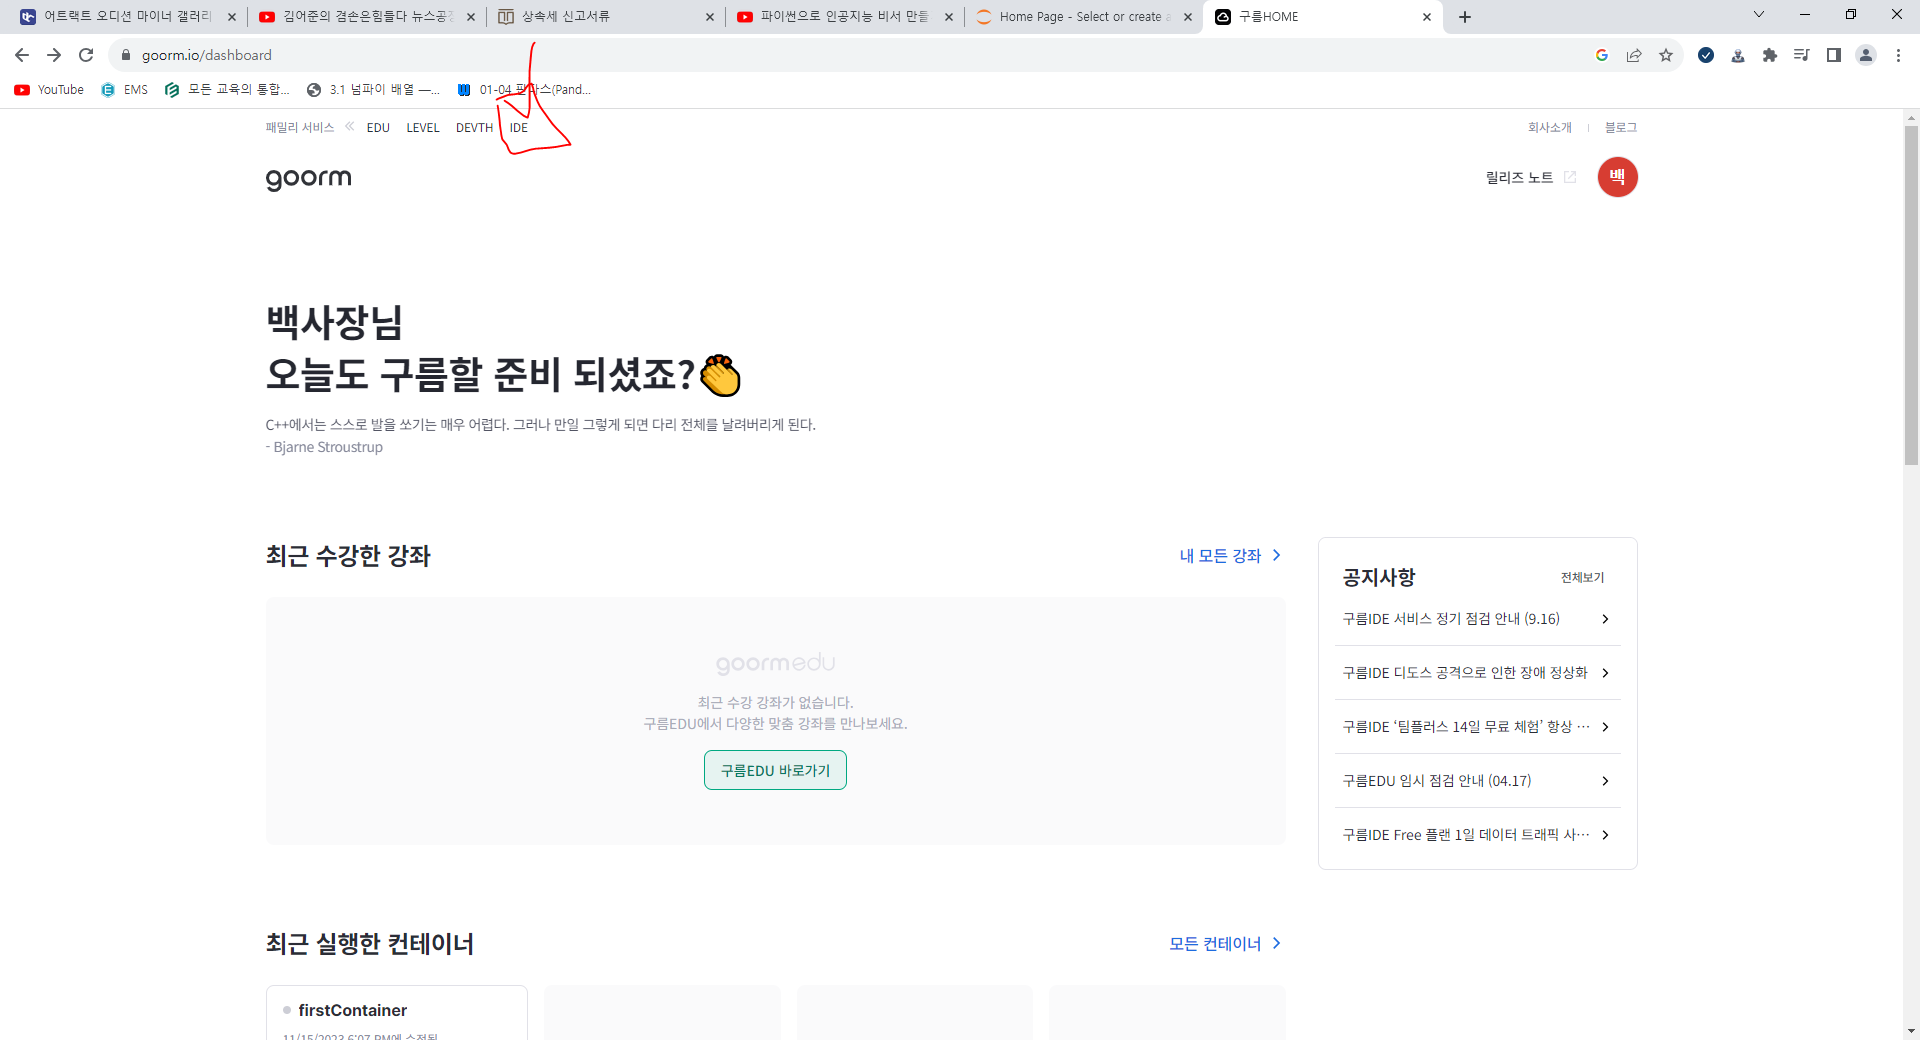 어트랙트 오디션 마이너 갤러리
김어준의 겸손은힘들다 뉴스공장
상속세 신고서류
파이썬으로 인공지능 비서 만들
Home Page - Select or create a
구름HOME
goorm.io/dashboard
YouTube
EMS
모든 교육의 통합...
3.1 넘파이 배열 —...
01-04 판다스(Pand...
패밀리 서비스
EDU
LEVEL
DEVTH
IDE
회사소개
블로그
goorm
릴리즈 노트
백
백사장님
오늘도 구름할 준비 되셨죠?👏
C++에서는 스스로 발을 쏘기는 매우 어렵다. 그러나 만일 그렇게 되면 다리 전체를 날려버리게 된다.
- Bjarne Stroustrup
최근 수강한 강좌
내 모든 강좌
goormedu
최근 수강 강좌가 없습니다.
구름EDU에서 다양한 맞춤 강좌를 만나보세요.
구름EDU 바로가기
공지사항
전체보기
구름IDE 서비스 정기 점검 안내 (9.16)
구름IDE 디도스 공격으로 인한 장애 정상화
구름IDE ‘팀플러스 14일 무료 체험’ 항상 ...
구름EDU 임시 점검 안내 (04.17)
구름IDE Free 플랜 1일 데이터 트래픽 사...
최근 실행한 컨테이너
모든 컨테이너
firstContainer
11/15/2023 6:07 PM에 수정됨